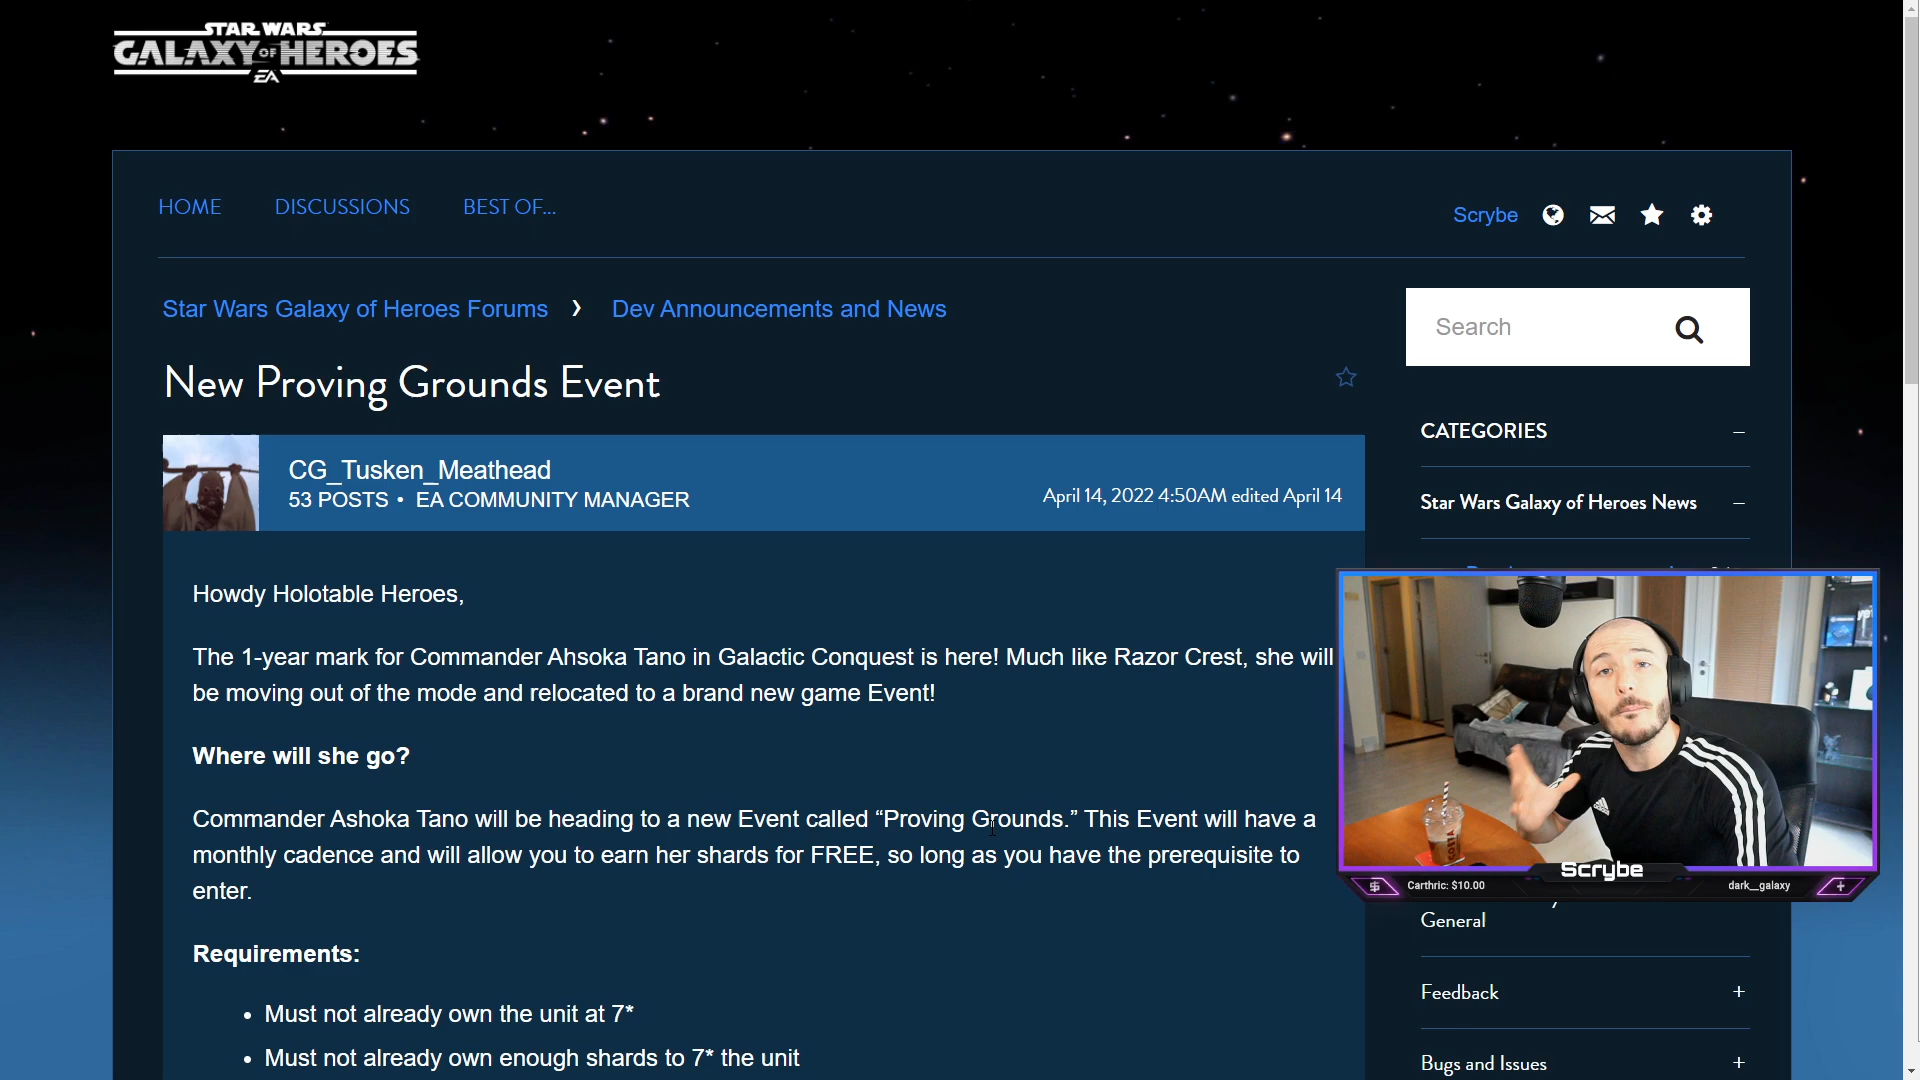 STAR WARS
GALAXY OF HEROES
EA
HOME
DISCUSSIONS
BEST OF...
Scrybe
Star Wars Galaxy of Heroes Forums
Dev Announcements and News
Search
New Proving Grounds Event
CATEGORIES
CG_Tusken_Meathead
53 POSTS • EA COMMUNITY MANAGER
April 14, 2022 4:50AM edited April 14
Star Wars Galaxy of Heroes News
Howdy Holotable Heroes,
The 1-year mark for Commander Ahsoka Tano in Galactic Conquest is here! Much like Razor Crest, she will
be moving out of the mode and relocated to a brand new game Event!
Where will she go?
Commander Ashoka Tano will be heading to a new Event called “Proving Grounds.” This Event will have a
monthly cadence and will allow you to earn her shards for FREE, so long as you have the prerequisite to
enter.
COSTA
Scrybe
Carthric: $10.00
dark__galaxy
General
Requirements:
Feedback
• Must not already own the unit at 7*
• Must not already own enough shards to 7* the unit
Bugs and Issues